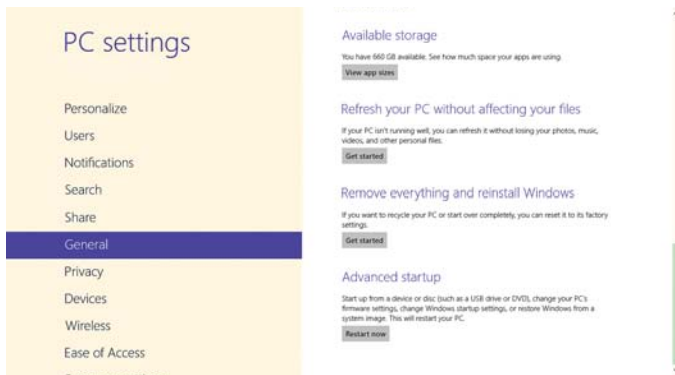 PC settings
Personalize
Users
Notifications
Search
Share
General
Privacy
Devices
Wireless
Ease of Access
Available storage
You have 660 GB available. See how much space your apps are using.
View app sizes
Refresh your PC without affecting your files
If your PC isn't running well, you can refresh it without losing your photos, music,
videos, and other personal files.
Get started
Remove everything and reinstall Windows
If you want to recycle your PC or start over completely, you can reset it to its factory
settings.
Get started
Advanced startup
Start up from a device or disc (such as a USB drive or DVD), change your PC's
firmware settings, change Windows startup settings, or restore Windows from a
system image. This will restart your PC.
Restart now